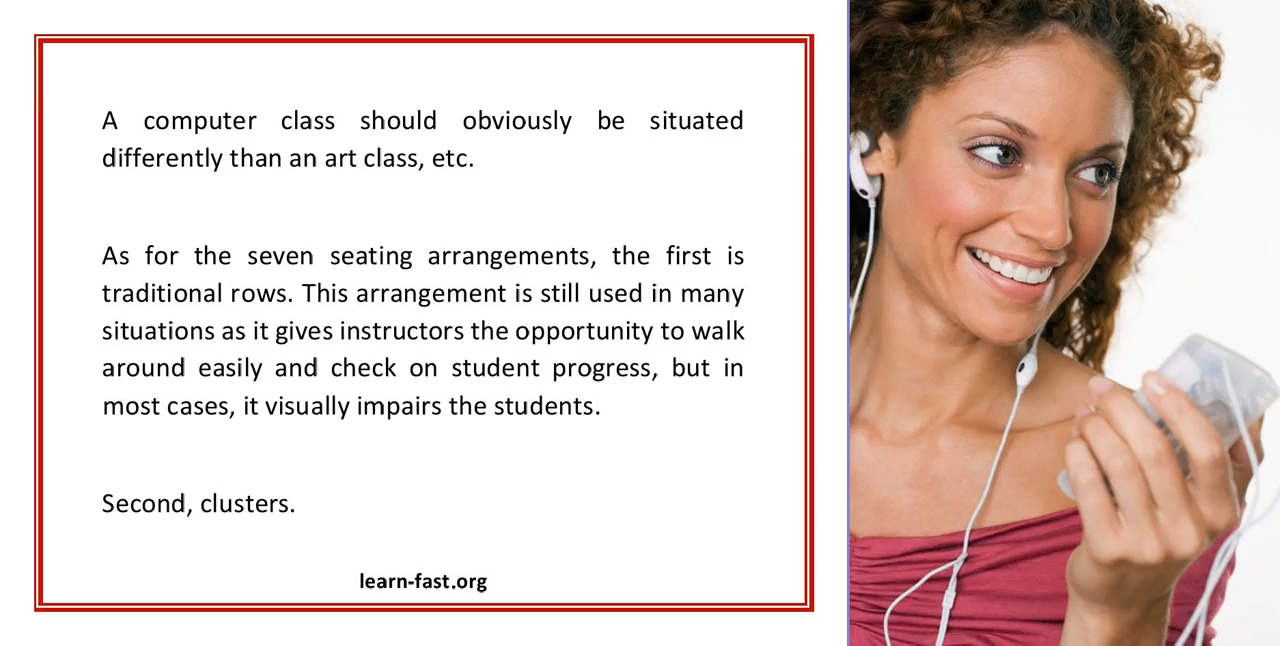 A computer class should obviously be situated
differently than an art class, etc.
As for the seven seating arrangements, the first is
traditional rows. This arrangement is still used in many
situations as it gives instructors the opportunity to walk
around easily and check on student progress, but in
most cases, it visually impairs the students.
Second, clusters.
learn-fast.org